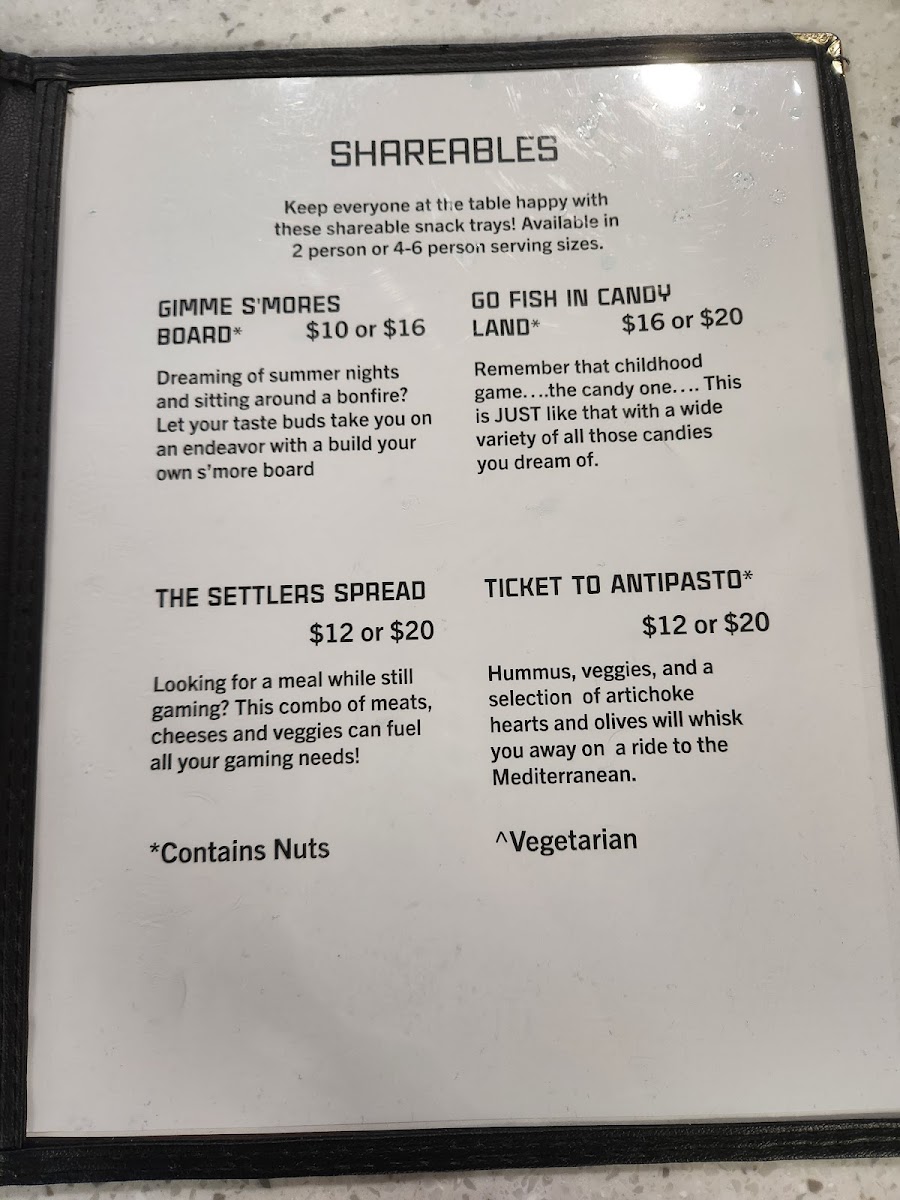 SHAREABLES
Keep everyone at the table happy with
these shareable snack trays! Available in
2 person or 4-6 person serving sizes.
GIMME S'MORES
BOARD* $10 or $16
Dreaming of summer nights
and sitting around a bonfire?
Let your taste buds take you on
an endeavor with a build your
own s'more board
GO FISH IN CANDY
LAND* $16 or $20
Remember that childhood
game....the candy one.... This
is JUST like that with a wide
variety of all those candies
you dream of.
THE SETTLERS SPREAD
$12 or $20
Looking for a meal while still
gaming? This combo of meats,
cheeses and veggies can fuel
all your gaming needs!
TICKET TO ANTIPASTO*
$12 or $20
Hummus, veggies, and a
selection of artichoke
hearts and olives will whisk
you away on a ride to the
Mediterranean.
*Contains Nuts
^Vegetarian